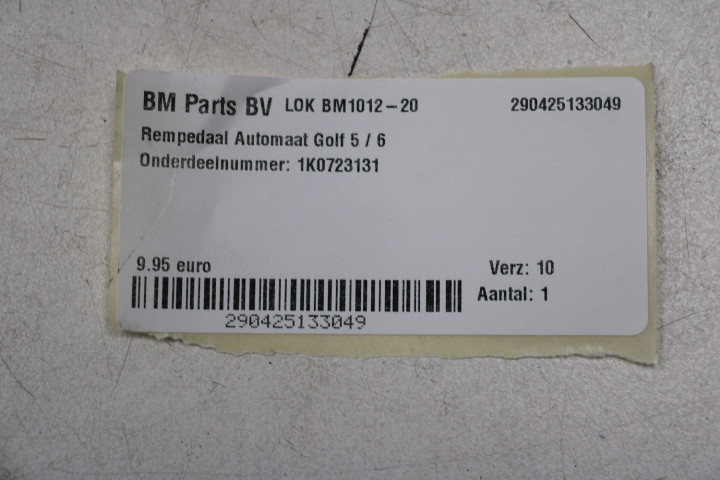 BM Parts BV LOK BM1012-20 290425133049
Rempedaal Automaat Golf 5 / 6
Onderdeelnummer: 1K0723131
9.95 euro Verz: 10
Aantal: 1
290425133049